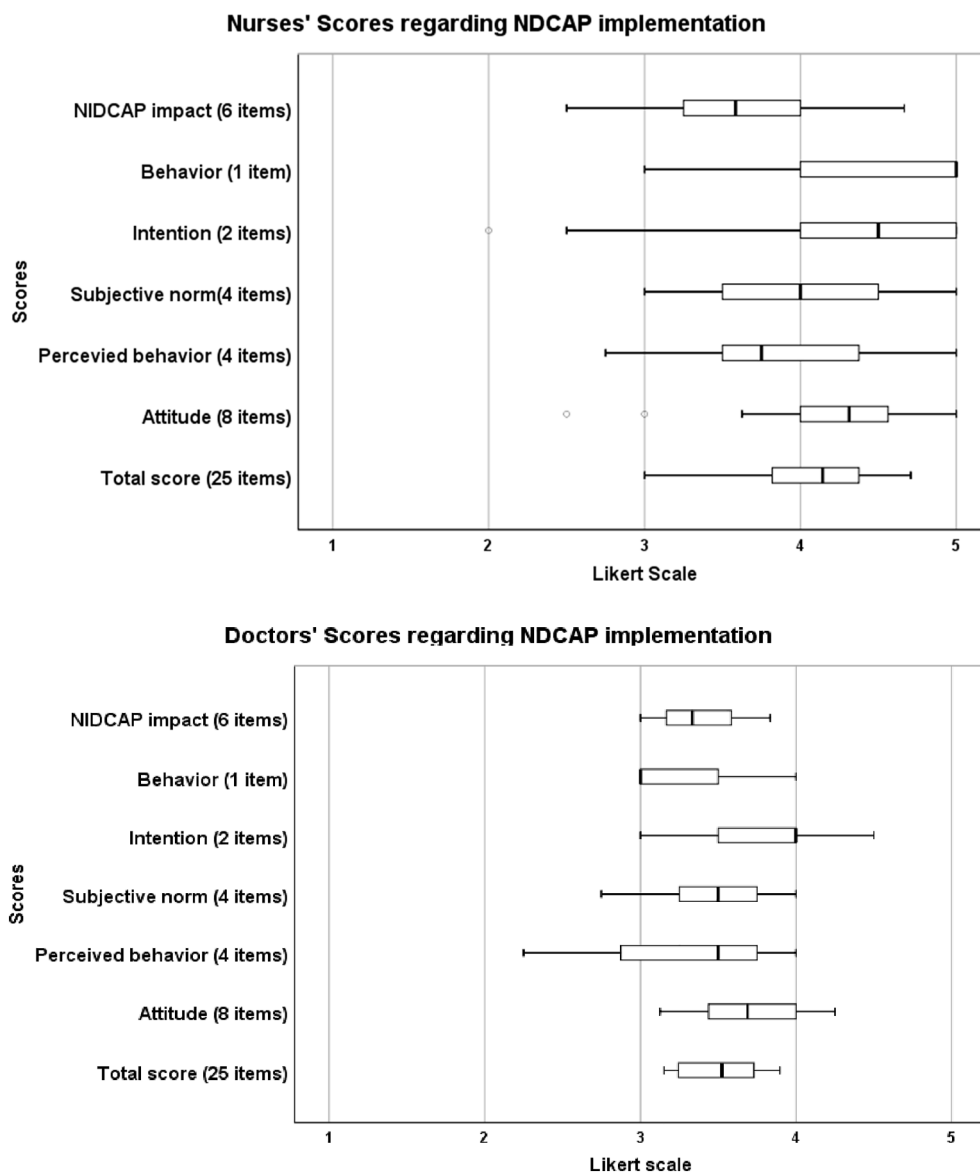 Nurses' Scores regarding NDCAP implementation
NIDCAP impact (6 items)
Behavior (1 item)
Intention (2 items)
Subjective norm(4 items)
Percevied behavior (4 items)
Attitude (8 items)
Total score (25 items)
Scores
1 2 3 4 5
Likert Scale
Doctors' Scores regarding NDCAP implementation
NIDCAP impact (6 items)
Behavior (1 item)
Intention (2 items)
Subjective norm (4 items)
Perceived behavior (4 items)
Attitude (8 items)
Total score (25 items)
Scores
1 2 3 4 5
Likert scale